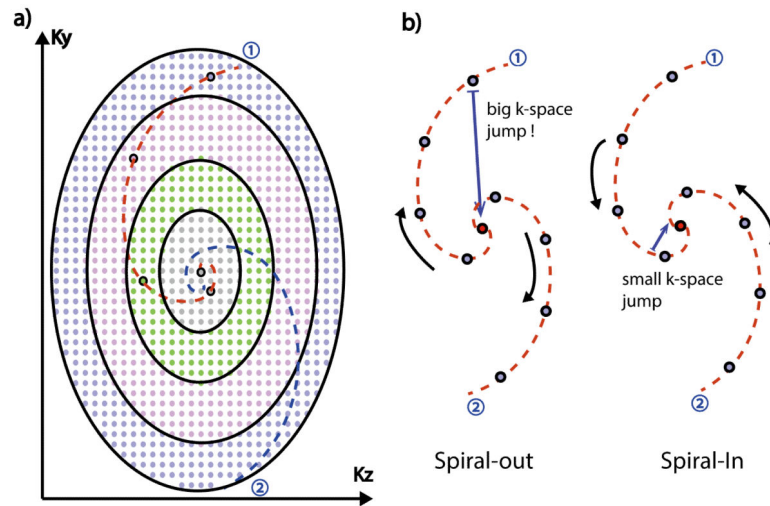 a)
Ky
①
②
Kz
b)
①
big k-space
jump !
②
Spiral-out
①
small k-space
jump
②
Spiral-In